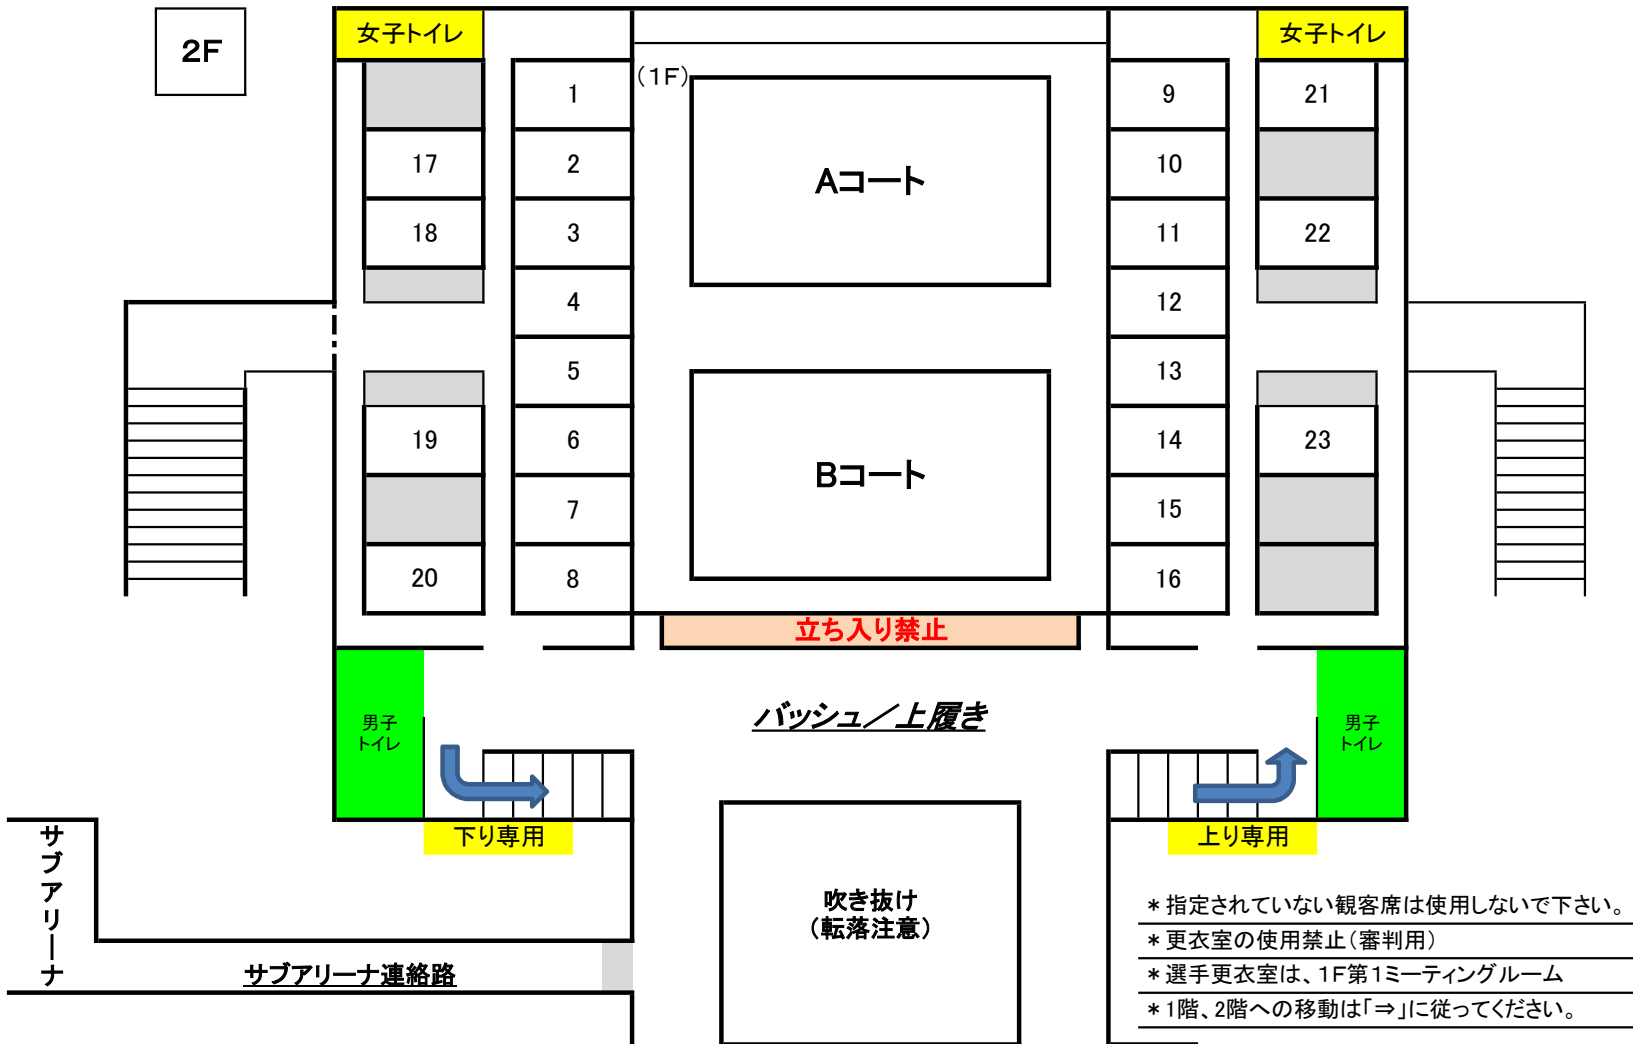 2F
女子トイレ
女子トイレ
(1F)
1
9
21
17
2
Aコート
10
18
3
11
22
4
12
5
13
19
6
Bコート
14
23
7
15
20
8
16
立ち入り禁止
バッシュ／上履き
男子
トイレ
男子
トイレ
下り専用
上り専用
サブアリーナ
吹き抜け
(転落注意)
サブアリーナ連絡路
＊指定されていない観客席は使用しないで下さい。
＊更衣室の使用禁止(審判用)
＊選手更衣室は、1F第1ミーティングルーム
＊1階、2階への移動は「⇒」に従ってください。